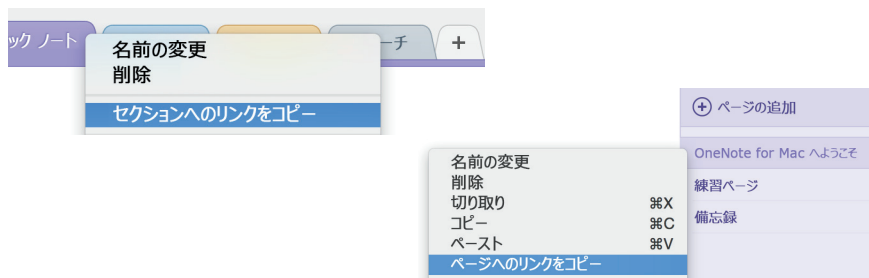 ック ノート
ーチ
+
名前の変更
削除
セクションへのリンクをコピー
ページの追加
OneNote for Mac へようこそ
練習ページ
備忘録
名前の変更
削除
切り取り ⌘X
コピー ⌘C
ペースト ⌘V
ページへのリンクをコピー